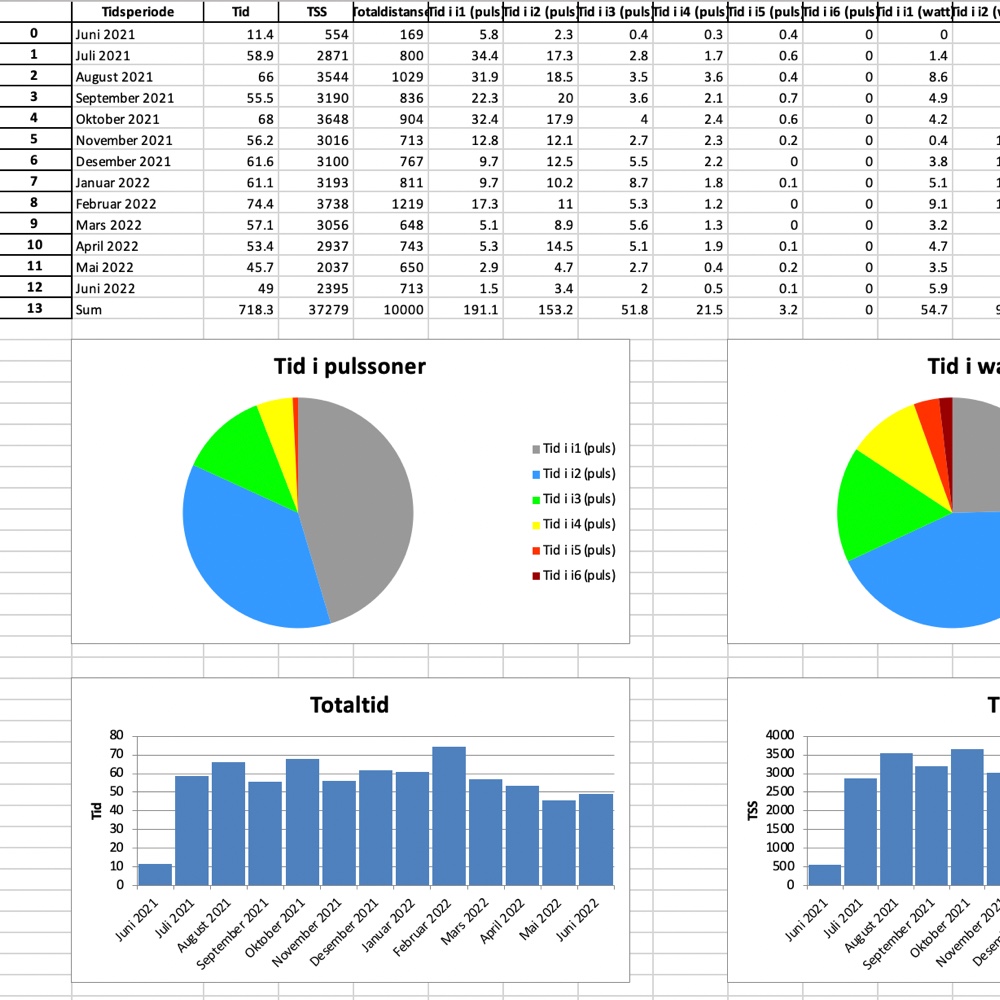 Tidsperiode Tid TSS Totaldistanse Tid i i1 (puls) Tid i i2 (puls) Tid i i3 (puls) Tid i i4 (puls) Tid i i5 (puls) Tid i i6 (puls) Tid i i1 (watt) Tid i i2 (w
0 Juni 2021 11.4 554 169 5.8 2.3 0.4 0.3 0.4 0 0
1 Juli 2021 58.9 2871 800 34.4 17.3 2.8 1.7 0.6 0 1.4
2 August 2021 66 3544 1029 31.9 18.5 3.5 3.6 0.4 0 8.6
3 September 2021 55.5 3190 836 22.3 20 3.6 2.1 0.7 0 4.9
4 Oktober 2021 68 3648 904 32.4 17.9 4 2.4 0.6 0 4.2
5 November 2021 56.2 3016 713 12.8 12.1 2.7 2.3 0.2 0 0.4 1
6 Desember 2021 61.6 3100 767 9.7 12.5 5.5 2.2 0 0 3.8 1
7 Januar 2022 61.1 3193 811 9.7 10.2 8.7 1.8 0.1 0 5.1 1
8 Februar 2022 74.4 3738 1219 17.3 11 5.3 1.2 0 0 9.1 1
9 Mars 2022 57.1 3056 648 5.1 8.9 5.6 1.3 0 0 3.2
10 April 2022 53.4 2937 743 5.3 14.5 5.1 1.9 0.1 0 4.7
11 Mai 2022 45.7 2037 650 2.9 4.7 2.7 0.4 0.2 0 3.5
12 Juni 2022 49 2395 713 1.5 3.4 2 0.5 0.1 0 5.9
13 Sum 718.3 37279 10000 191.1 153.2 51.8 21.5 3.2 0 54.7 9
Tid i pulssoner
Tid i i1 (puls)
Tid i i2 (puls)
Tid i i3 (puls)
Tid i i4 (puls)
Tid i i5 (puls)
Tid i i6 (puls)
Tid i wa
Totaltid
Tid
80
70
60
50
40
30
20
10
0
Juni 2021
Juli 2021
August 2021
September 2021
Oktober 2021
November 2021
Desember 2021
Januar 2022
Februar 2022
Mars 2022
April 2022
Mai 2022
Juni 2022
T
TSS
4000
3500
3000
2500
2000
1500
1000
500
0
Juni 2021
Juli 2021
August 2021
September 2021
Oktober 2021
November 202
Desem